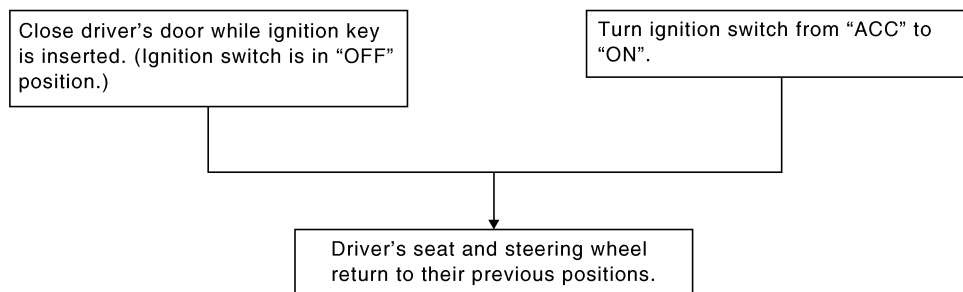 Close driver’s door while ignition key
is inserted. (Ignition switch is in “OFF”
position.)
Turn ignition switch from “ACC” to
“ON”.
Driver’s seat and steering wheel
return to their previous positions.